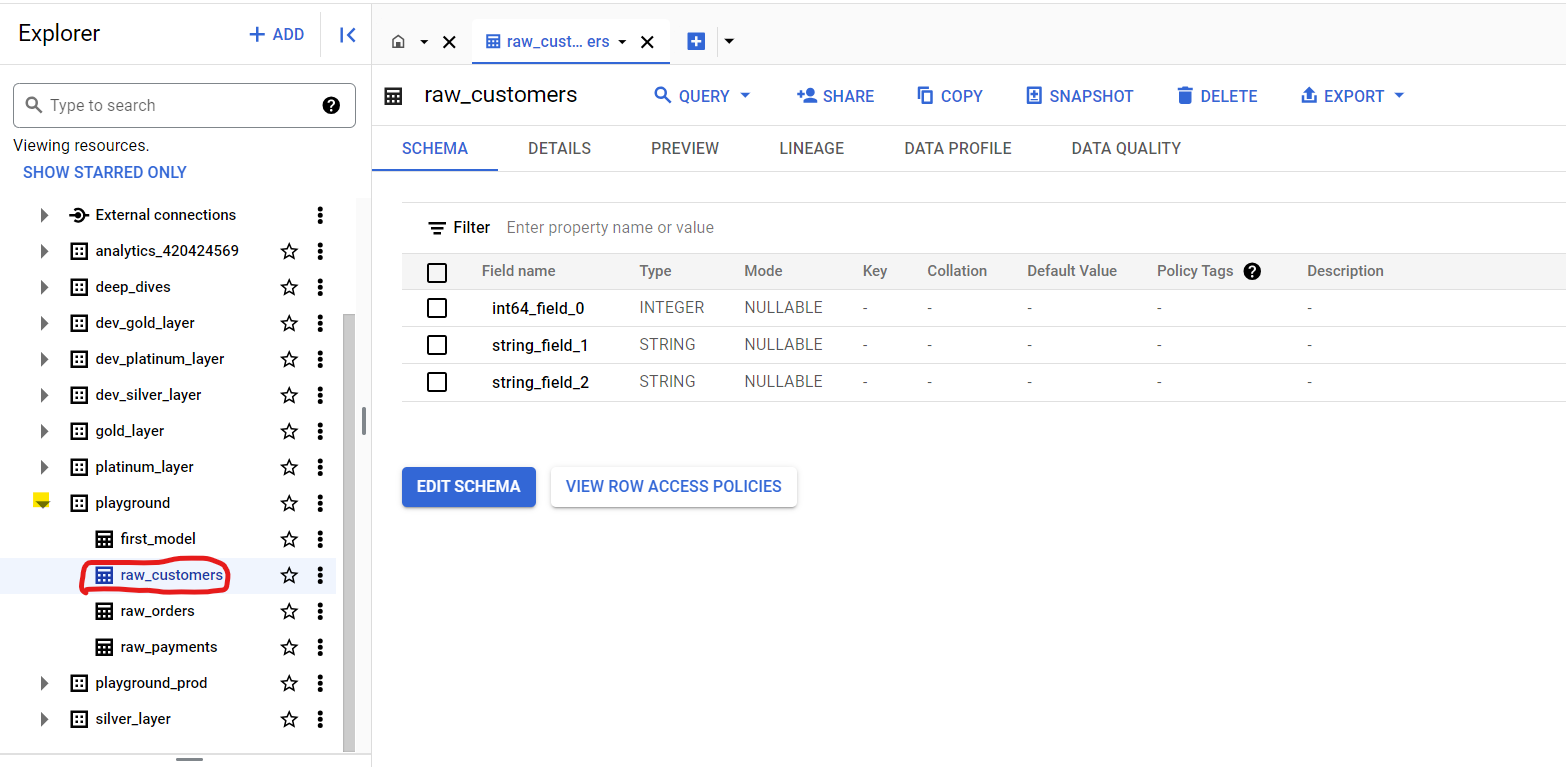 Explorer
+ ADD
Type to search
Viewing resources.
SHOW STARRED ONLY
External connections
analytics_420424569
deep_dives
dev_gold_layer
dev_platinum_layer
dev_silver_layer
gold_layer
platinum_layer
playground
first_model
raw_customers
raw_orders
raw_payments
playground_prod
silver_layer
raw_cust... ers
raw_customers
QUERY SHARE COPY SNAPSHOT DELETE EXPORT
SCHEMA DETAILS PREVIEW LINEAGE DATA PROFILE DATA QUALITY
Filter Enter property name or value
Field name Type Mode Key Collation Default Value Policy Tags Description
int64_field_0 INTEGER NULLABLE - - - - -
string_field_1 STRING NULLABLE - - - - -
string_field_2 STRING NULLABLE - - - - -
EDIT SCHEMA VIEW ROW ACCESS POLICIES